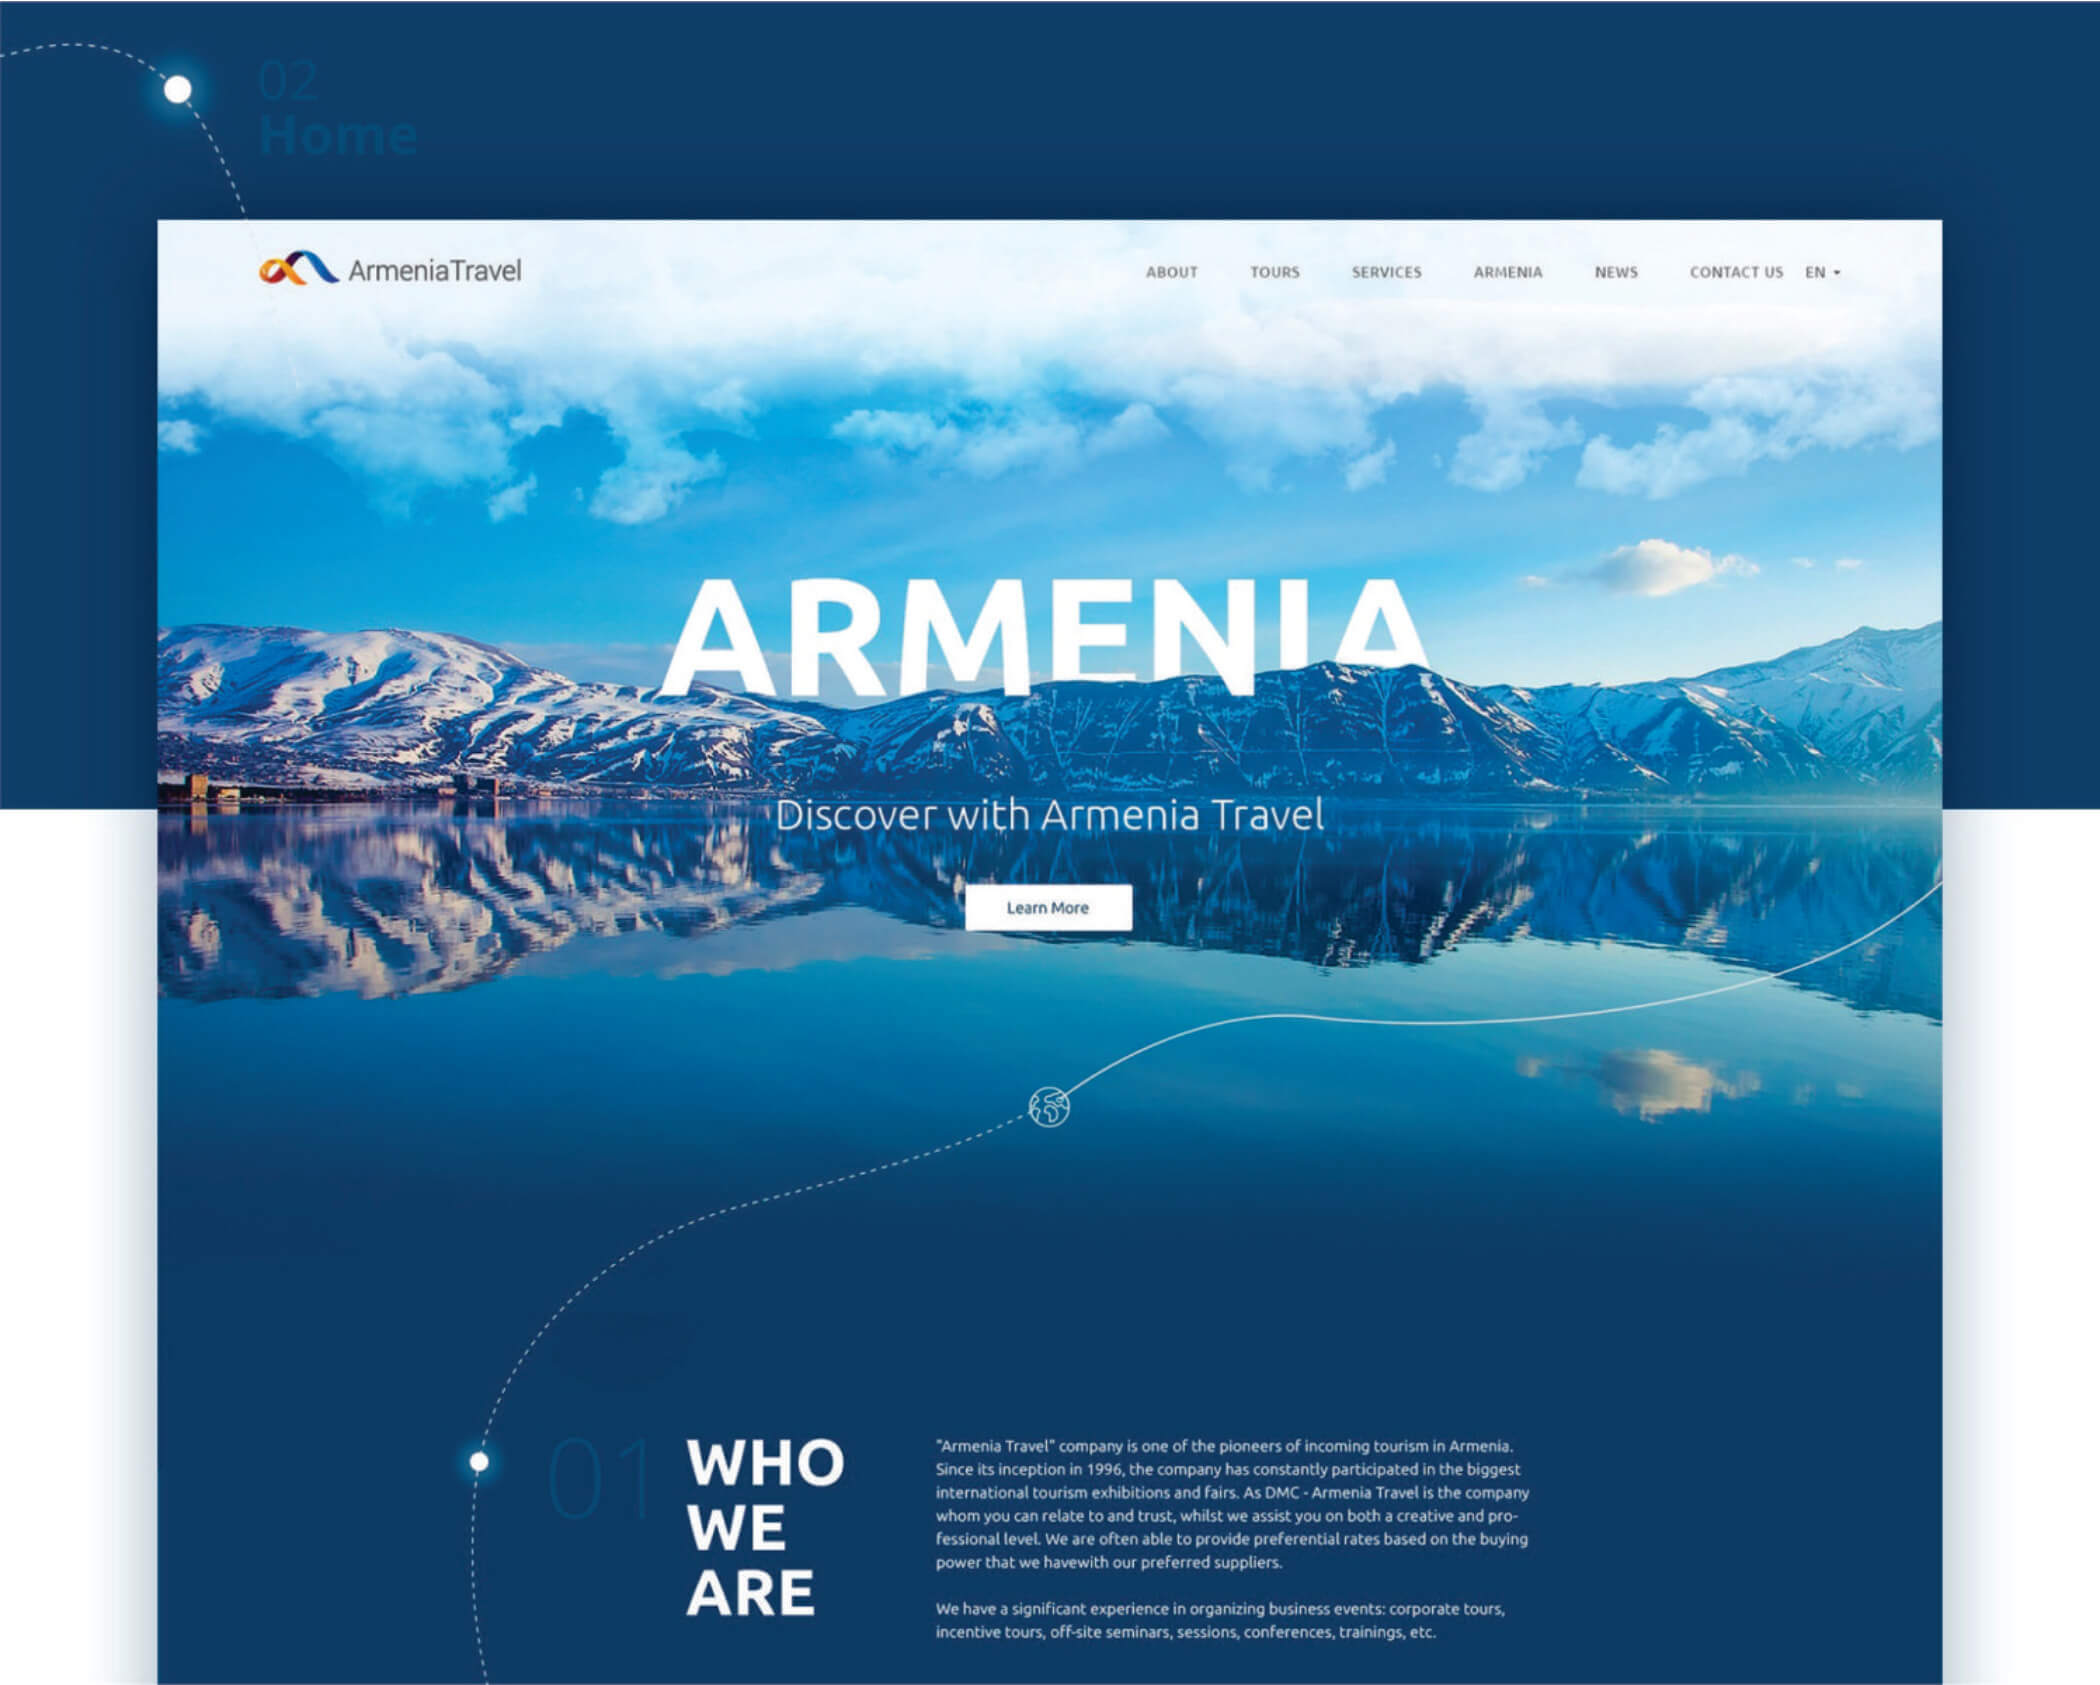 02
Home
ArmeniaTravel
ABOUT TOURS SERVICES ARMENIA NEWS CONTACT US EN
ARMENIA
Discover with Armenia Travel
Learn More
01
WHO
WE
ARE
"Armenia Travel" company is one of the pioneers of incoming tourism in Armenia.
Since its inception in 1996, the company has constantly participated in the biggest
international tourism exhibitions and fairs. As DMC - Armenia Travel is the company
whom you can relate to and trust, whilst we assist you on both a creative and pro-
fessional level. We are often able to provide preferential rates based on the buying
power that we havewith our preferred suppliers.
We have a significant experience in organizing business events: corporate tours,
incentive tours, off-site seminars, sessions, conferences, trainings, etc.